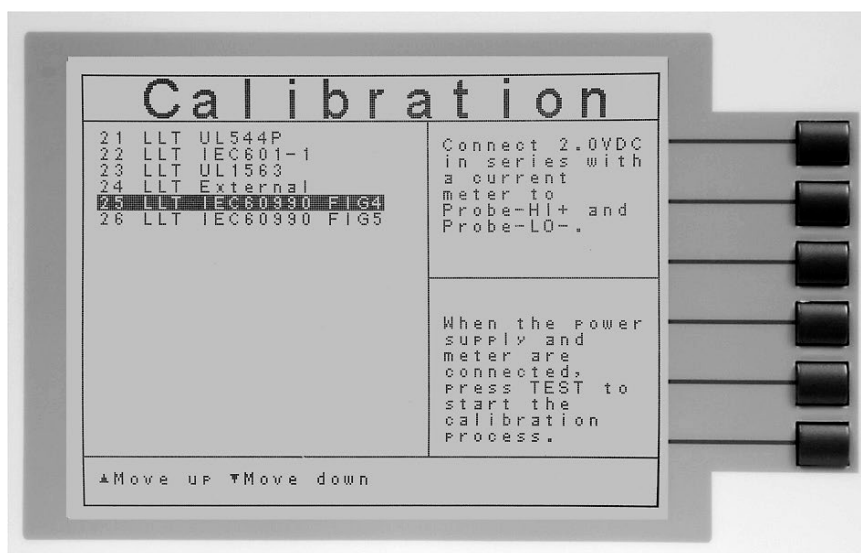 Calibration
21 LLT UL544P
22 LLT IEC601-1
23 LLT UL1563
24 LLT External
25 LLT IEC60990 FIG4
26 LLT IEC60990 FIG5
Connect 2.0VDC
in series with
a current
meter to
Probe-HI+ and
Probe-LO-.
When the power
supply and
meter are
connected,
press TEST to
start the
calibration
process.
▲Move up ▼Move down